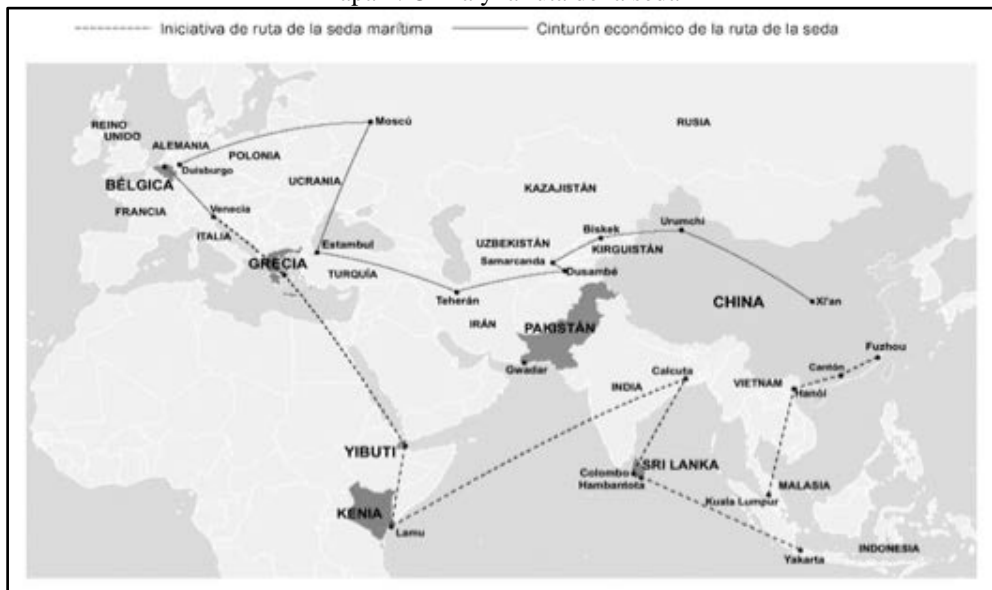 Iniciativa de ruta de la seda marítima
Cinturón económico de la ruta de la seda
Moscú
RUSIA
REINO
UNIDO
ALEMANIA
POLONIA
Duisburgo
BÉLGICA
UCRANIA
KAZAJISTÁN
FRANCIA
Venecia
ITALIA
Estambul
GRECIA
TURQUÍA
UZBEKISTÁN
Biskek
Urumchi
KIRGUISTÁN
Samarcanda
Dusambé
Teherán
CHINA
Xi'an
IRÁN
PAKISTÁN
Gwadar
Fuzhou
Cantón
Calcuta
INDIA
VIETNAM
Hanói
YIBUTI
SRI LANKA
Colombo
Hambantota
MALASIA
Kuala Lumpur
KENIA
Lamu
INDONESIA
Yakarta